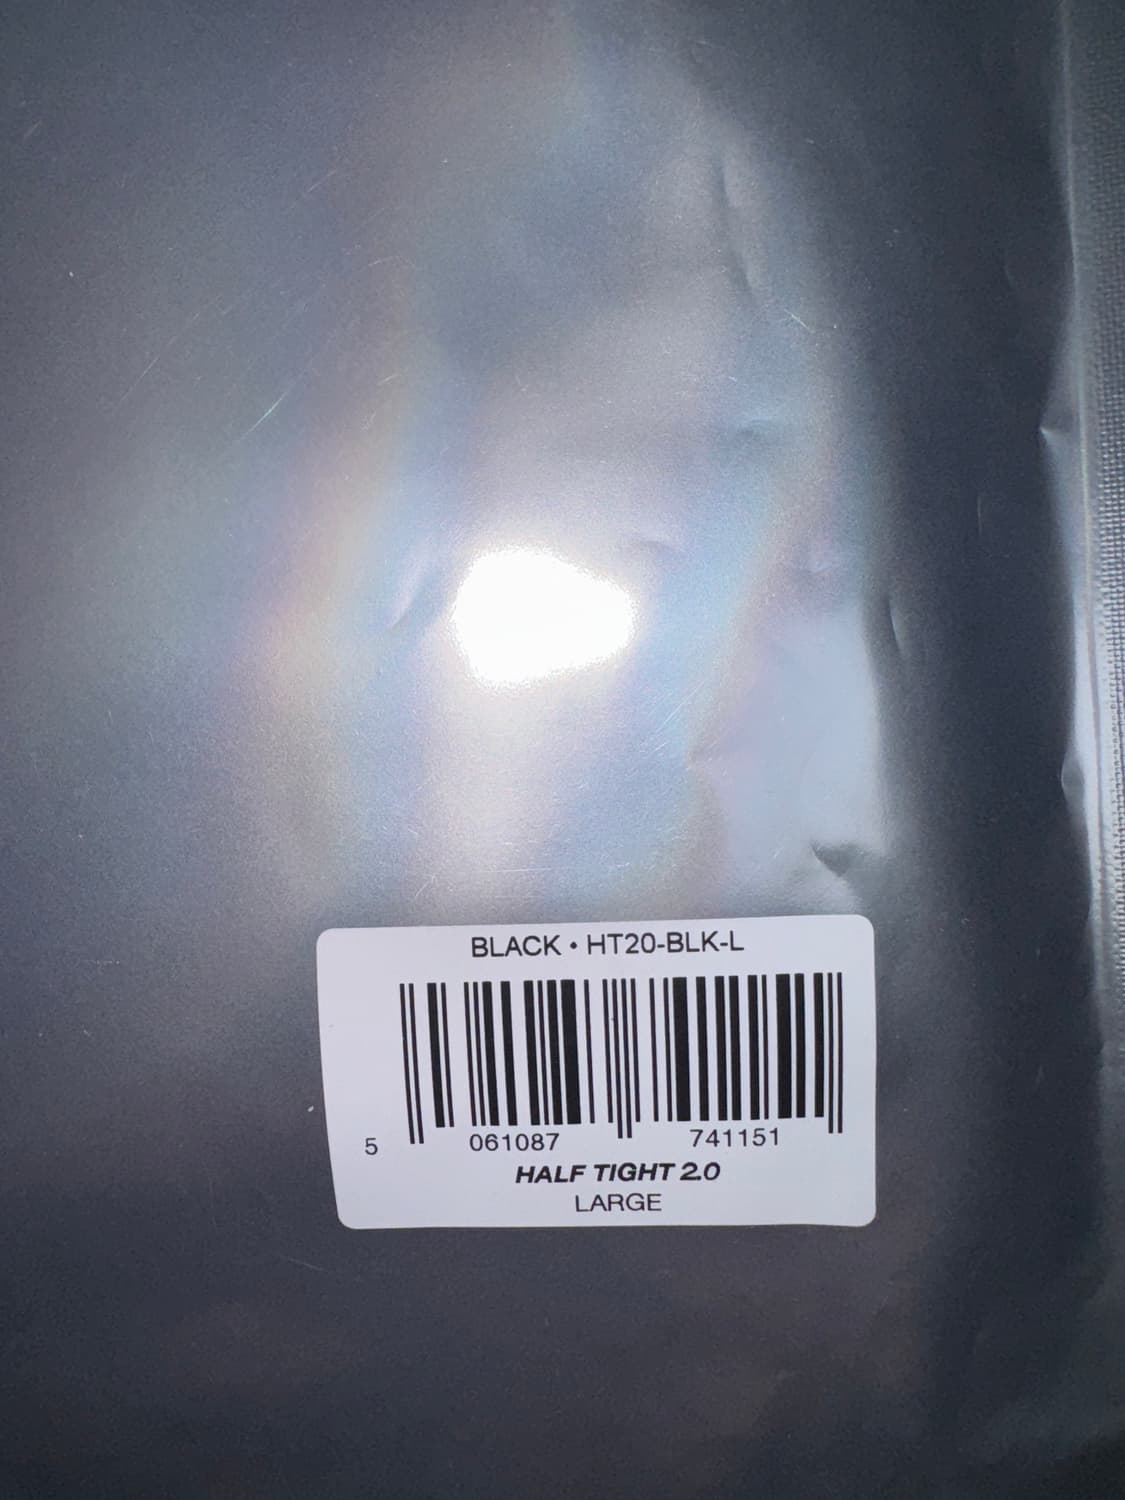 BLACK • HT20-BLK-L
5 061087 741151
HALF TIGHT 2.0
LARGE